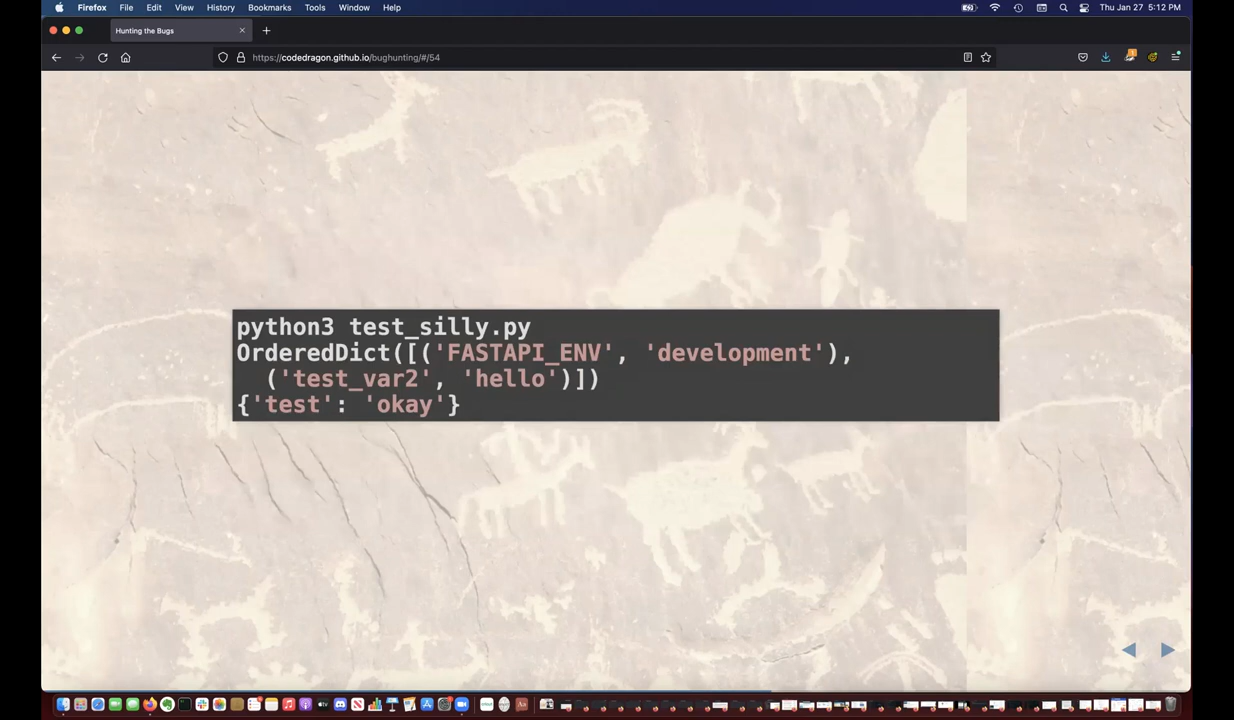 Firefox File Edit View History Bookmarks Tools Window Help Thu Jan 27 5:12 PM
Hunting the Bugs
https://codedragon.github.io/bughunting/#/54
python3 test_silly.py
OrderedDict([('FASTAPI_ENV', 'development'),
('test_var2', 'hello')])
{'test': 'okay'}